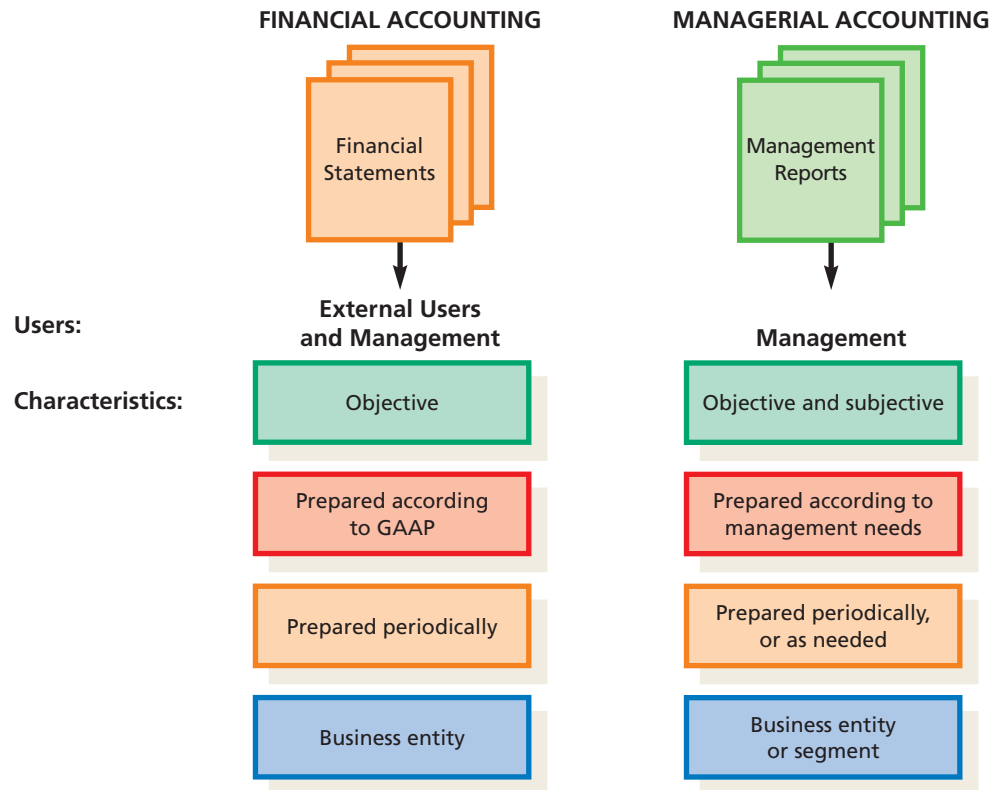 FINANCIAL ACCOUNTING
MANAGERIAL ACCOUNTING
Financial
Statements
Management
Reports
Users:
External Users
and Management
Management
Characteristics:
Objective
Objective and subjective
Prepared according
to GAAP
Prepared according to
management needs
Prepared periodically
Prepared periodically,
or as needed
Business entity
Business entity
or segment